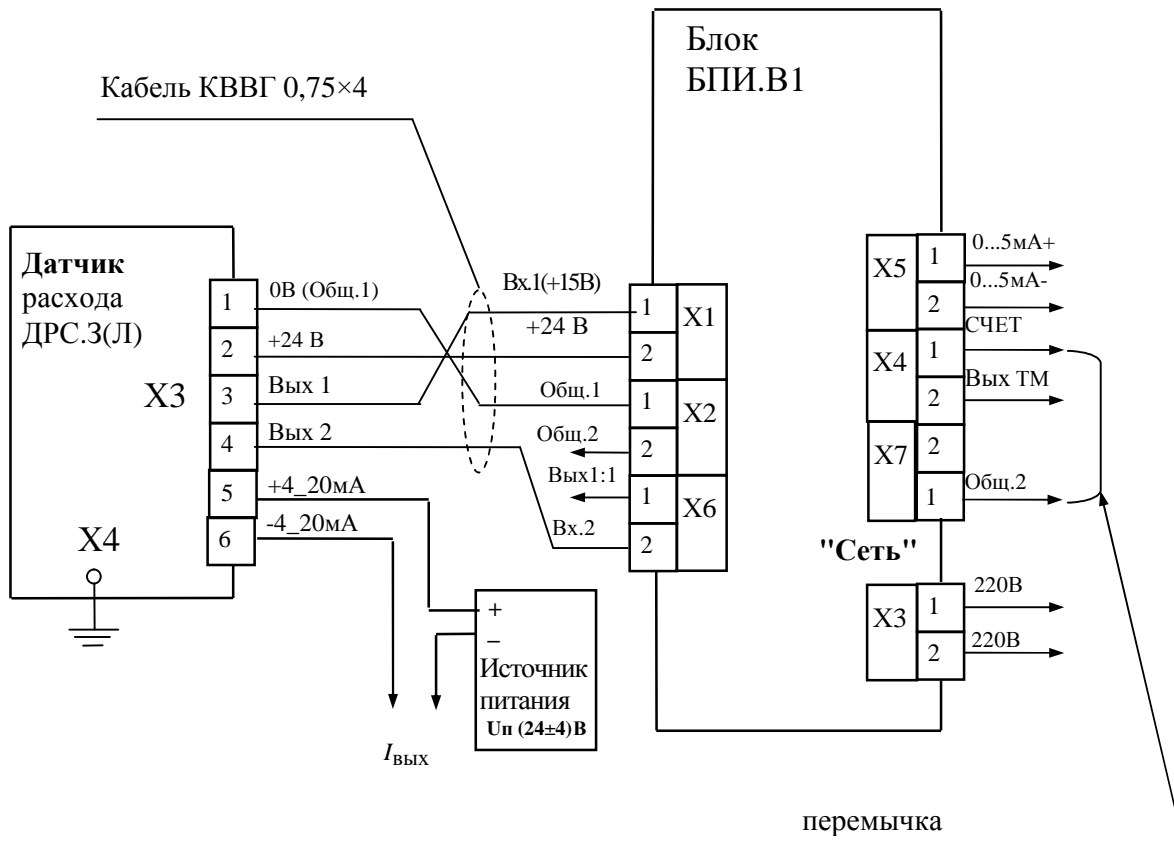 Блок
БПИ.В1
Кабель КВВГ 0,75×4
Датчик
расхода
ДРС.З(Л)
X3
X4
1
2
3
4
5
6
0В (Общ.1)
+24 В
Вых 1
Вых 2
+4_20мА
-4_20мА
Вх.1(+15В)
+24 В
Общ.1
Общ.2
Вых1:1
Вх.2
1
2
1
2
1
2
X1
X2
X6
X5
X4
X7
1
2
1
2
2
1
0...5мА+
0...5мА-
СЧЕТ
Вых ТМ
Общ.2
"Сеть"
X3
1
2
220В
220В
+
–
Источник
питания
Uп (24±4)В
Iвых
перемычка